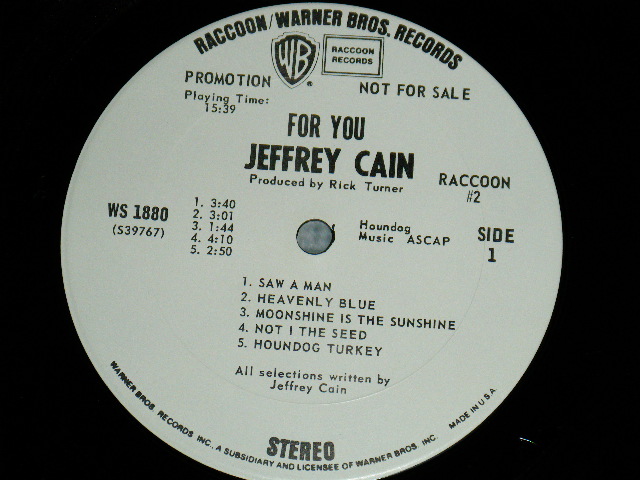 RACCOON/WARNER BROS. RECORDS
WB
RACCOON
RECORDS
PROMOTION
NOT FOR SALE
Playing Time:
15:39
FOR YOU
JEFFREY CAIN
Produced by Rick Turner
RACCOON
#2
WS 1880
(S39767)
1. 3:40
2. 3:01
3. 1:44
4. 4:10
5. 2:50
Houndog
Music ASCAP
SIDE
1
1. SAW A MAN
2. HEAVENLY BLUE
3. MOONSHINE IS THE SUNSHINE
4. NOT I THE SEED
5. HOUNDOG TURKEY
All selections written by
Jeffrey Cain
STEREO
WARNER BROS. RECORDS INC., A SUBSIDIARY AND LICENSEE OF WARNER BROS. INC. MADE IN U.S.A.